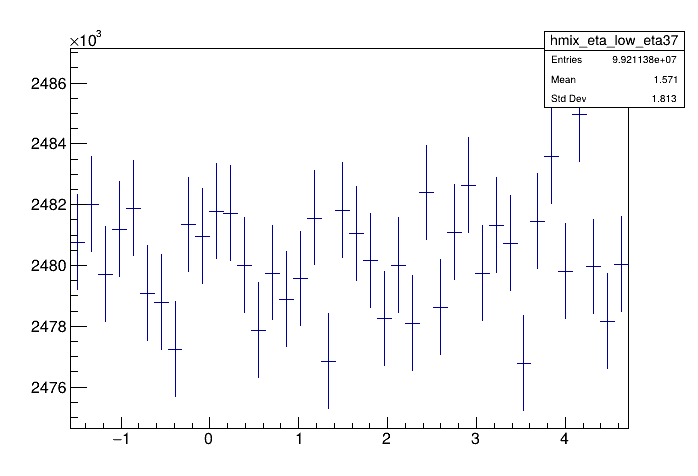 ×10³
hmix_eta_low_eta37
Entries 9.921138e+07
Mean 1.571
Std Dev 1.813
2486
2484
2482
2480
2478
2476
−1 0 1 2 3 4